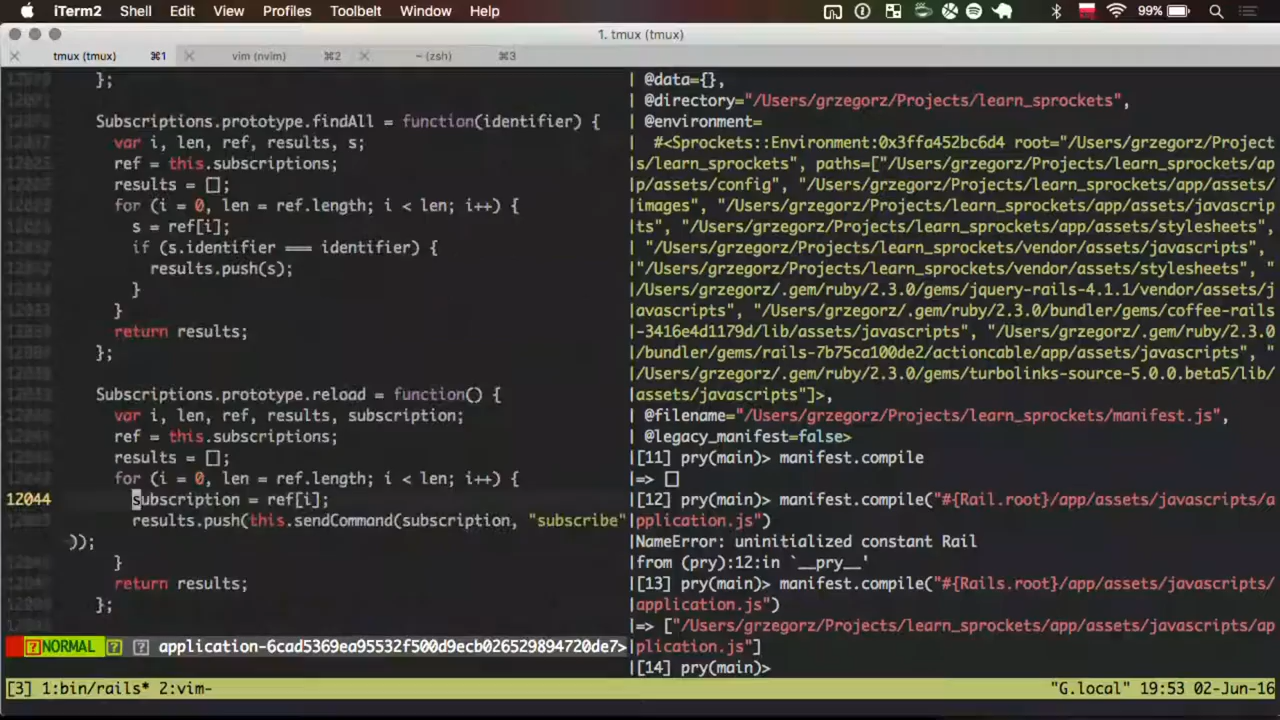 iTerm2 Shell Edit View Profiles Toolbelt Window Help 99%
1. tmux (tmux)
tmux (tmux) ⌘1 vim (nvim) ⌘2 ~ (zsh) ⌘3
};
Subscriptions.prototype.findAll = function(identifier) {
var i, len, ref, results, s;
ref = this.subscriptions;
results = [];
for (i = 0, len = ref.length; i < len; i++) {
s = ref[i];
if (s.identifier === identifier) {
results.push(s);
}
}
return results;
};
Subscriptions.prototype.reload = function() {
var i, len, ref, results, subscription;
ref = this.subscriptions;
results = [];
for (i = 0, len = ref.length; i < len; i++) {
12044 subscription = ref[i];
results.push(this.sendCommand(subscription, "subscribe"
));
}
return results;
};
NORMAL application-6cad5369ea95532f500d9ecb026529894720de7>
| @data={},
| @directory="/Users/grzegorz/Projects/learn_sprockets",
| @environment=
| #<Sprockets::Environment:0x3ffa452bc6d4 root="/Users/grzegorz/Project
|s/learn_sprockets", paths=["/Users/grzegorz/Projects/learn_sprockets/ap
|p/assets/config", "/Users/grzegorz/Projects/learn_sprockets/app/assets/
|images", "/Users/grzegorz/Projects/learn_sprockets/app/assets/javascrip
|ts", "/Users/grzegorz/Projects/learn_sprockets/app/assets/stylesheets",
| "/Users/grzegorz/Projects/learn_sprockets/vendor/assets/javascripts",
|"/Users/grzegorz/Projects/learn_sprockets/vendor/assets/stylesheets", "
|/Users/grzegorz/.gem/ruby/2.3.0/gems/jquery-rails-4.1.1/vendor/assets/j
|avascripts", "/Users/grzegorz/.gem/ruby/2.3.0/bundler/gems/coffee-rails
|-3416e4d1179d/lib/assets/javascripts", "/Users/grzegorz/.gem/ruby/2.3.0
|/bundler/gems/rails-7b75ca100de2/actioncable/app/assets/javascripts", "
|/Users/grzegorz/.gem/ruby/2.3.0/gems/turbolinks-source-5.0.0.beta5/lib/
|assets/javascripts"]>,
| @filename="/Users/grzegorz/Projects/learn_sprockets/manifest.js",
| @legacy_manifest=false>
|[11] pry(main)> manifest.compile
|=> []
|[12] pry(main)> manifest.compile("#{Rail.root}/app/assets/javascripts/a
|pplication.js")
|NameError: uninitialized constant Rail
|from (pry):12:in `__pry__'
|[13] pry(main)> manifest.compile("#{Rails.root}/app/assets/javascripts/
|application.js")
|=> ["/Users/grzegorz/Projects/learn_sprockets/app/assets/javascripts/ap
|plication.js"]
|[14] pry(main)>
[3] 1:bin/rails* 2:vim- "G.local" 19:53 02-Jun-16